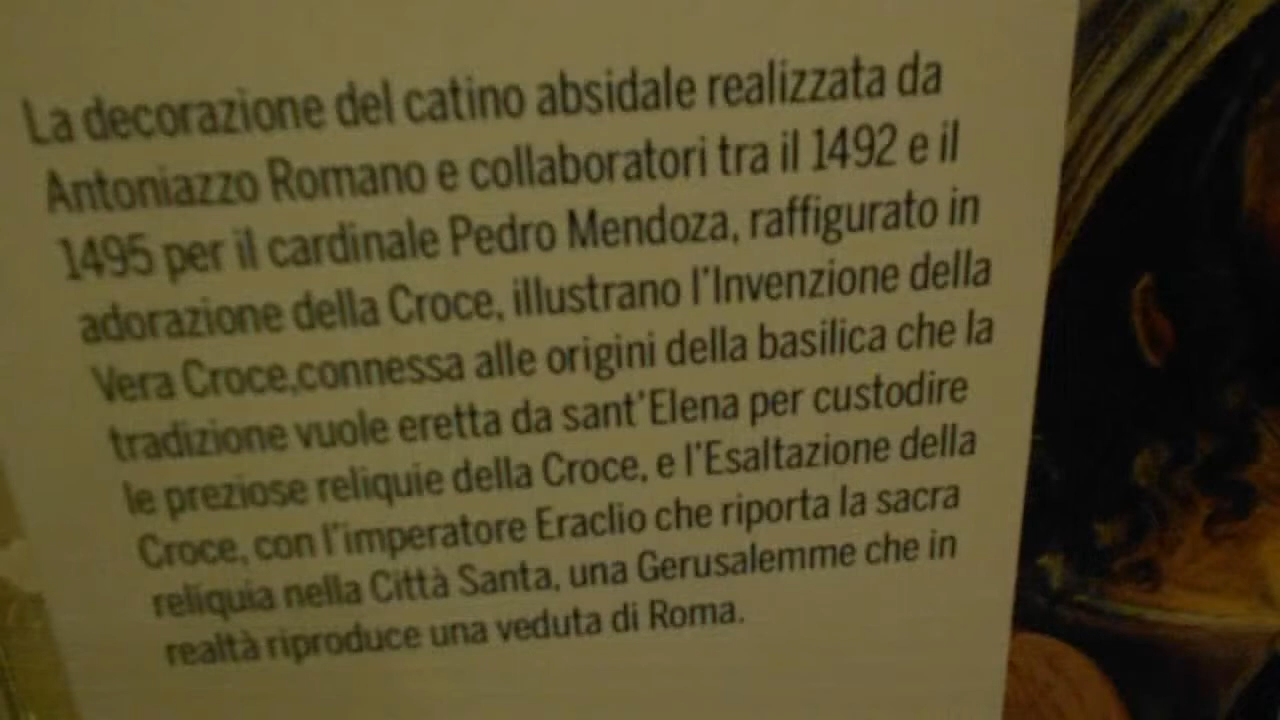 La decorazione del catino absidale realizzata da
Antoniazzo Romano e collaboratori tra il 1492 e il
1495 per il cardinale Pedro Mendoza, raffigurato in
adorazione della Croce, illustrano l'Invenzione della
Vera Croce,connessa alle origini della basilica che la
tradizione vuole eretta da sant'Elena per custodire
le preziose reliquie della Croce, e l'Esaltazione della
Croce, con l'imperatore Eraclio che riporta la sacra
reliquia nella Città Santa, una Gerusalemme che in
realtà riproduce una veduta di Roma.